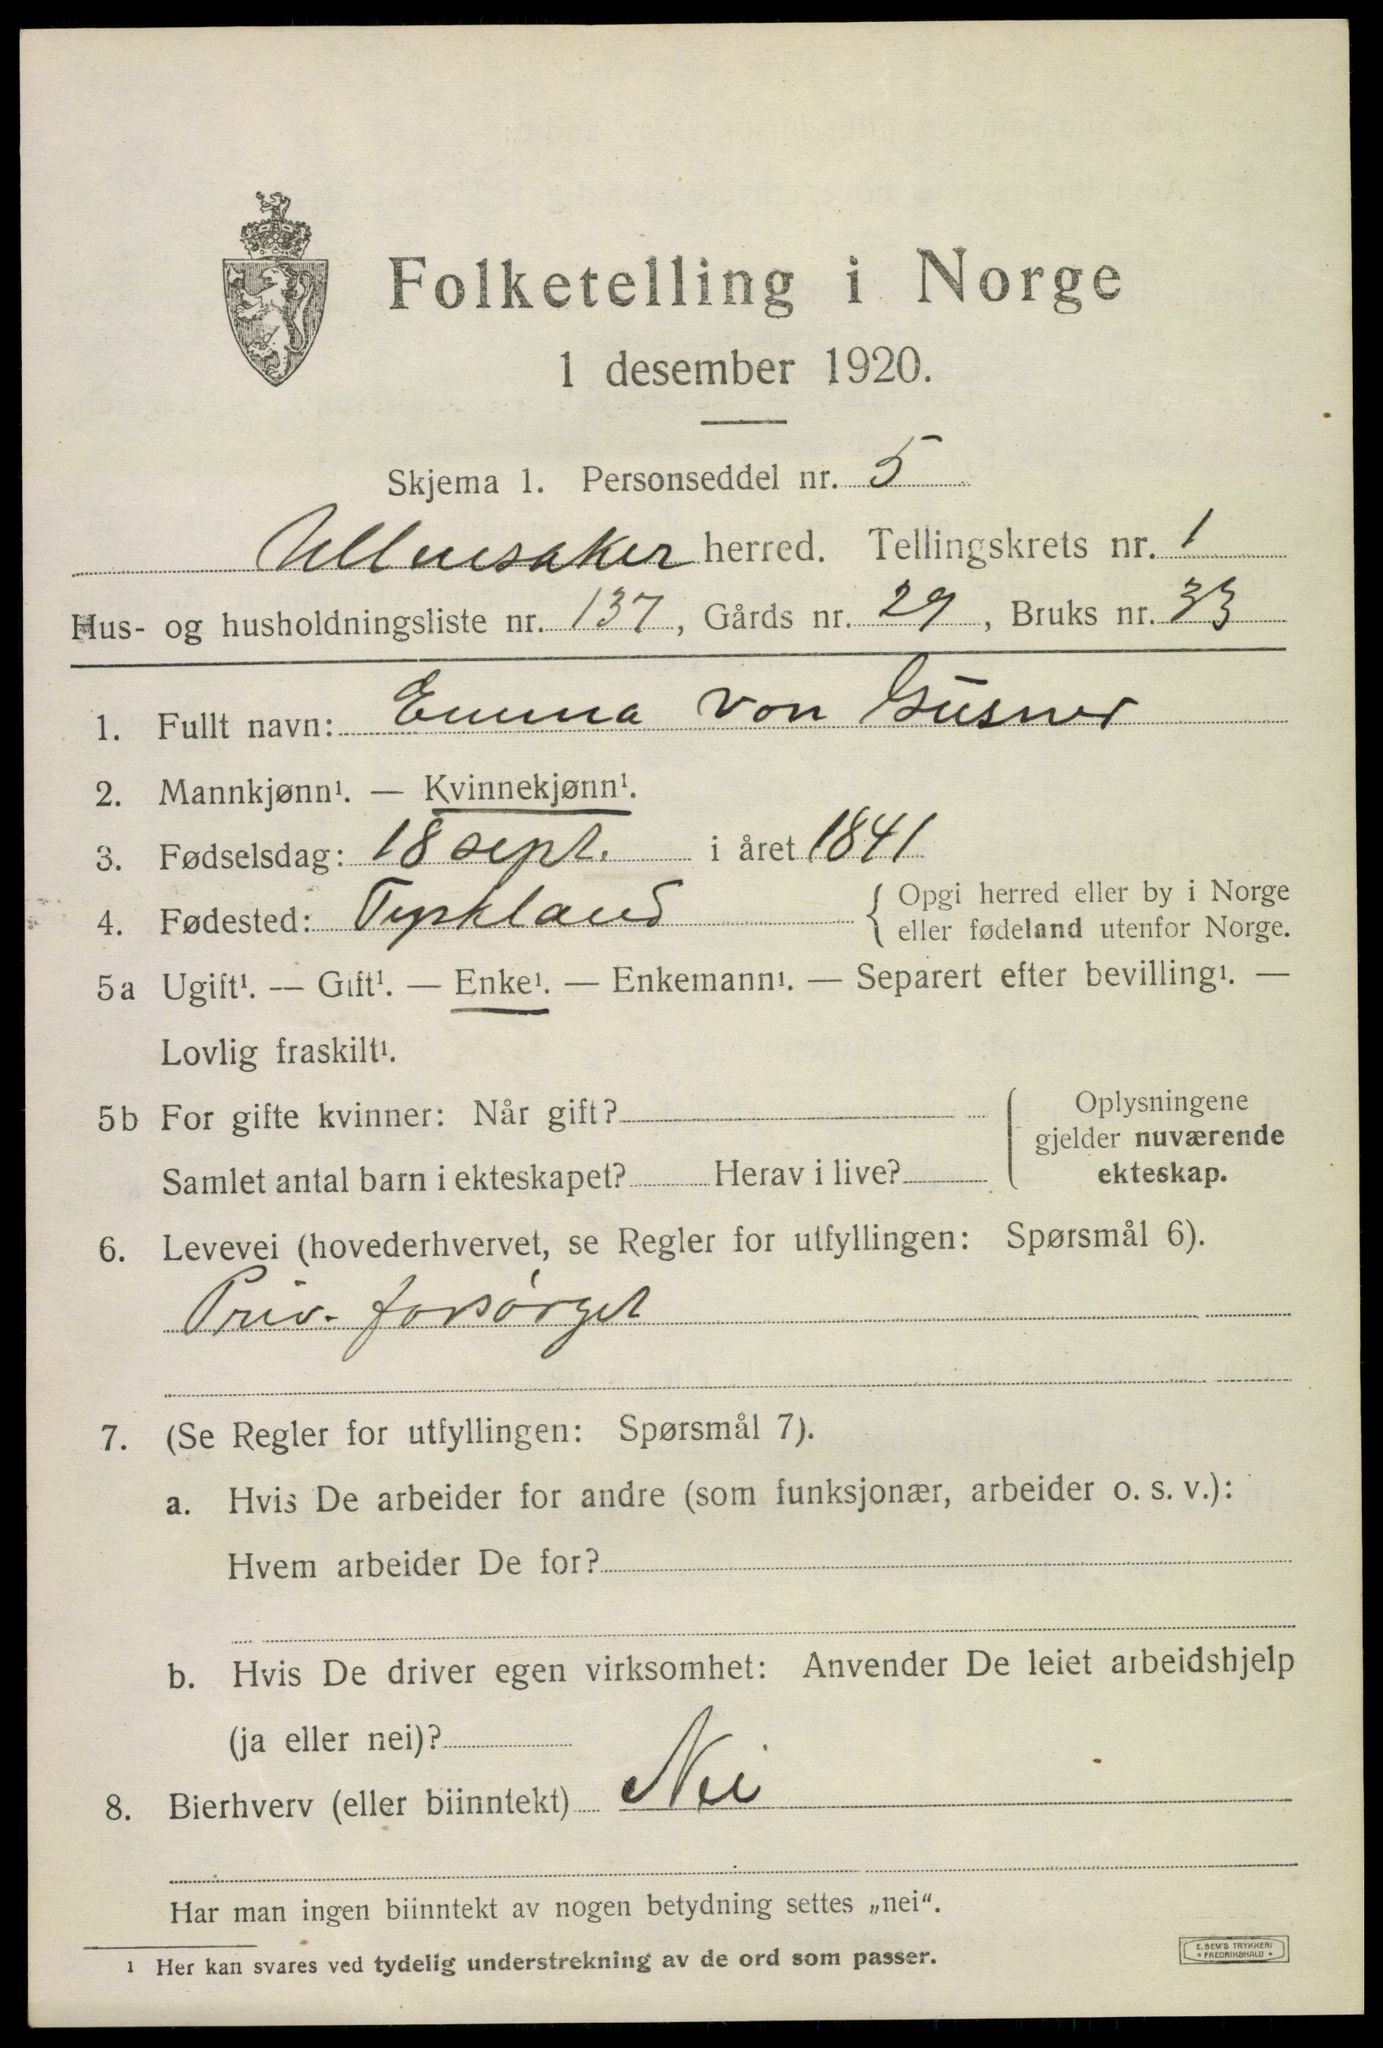 Folketelling i Norge
1 desember 1920.
Skjema 1. Personseddel nr. 5
Ullensaker herred. Tellingskrets nr. 1
Hus- og husholdningsliste nr. 137, Gårds nr. 29, Bruks nr. 33
1. Fullt navn: Emma von Güsner
2. Mannkjønn¹. — Kvinnekjønn¹.
3. Fødselsdag: 18 sept. i året 1841
4. Fødested: Tyskland { Opgi herred eller by i Norge
eller fødeland utenfor Norge.
5a Ugift¹. — Gift¹. — Enke¹. — Enkemann¹. — Separert efter bevilling¹. —
Lovlig fraskilt¹.
5b For gifte kvinner: Når gift?
Samlet antal barn i ekteskapet? Herav i live?
Oplysningene
gjelder nuværende
ekteskap.
6. Levevei (hovederhvervet, se Regler for utfyllingen: Spørsmål 6).
Priv. forsørget
7. (Se Regler for utfyllingen: Spørsmål 7).
a. Hvis De arbeider for andre (som funksjonær, arbeider o. s. v.):
Hvem arbeider De for?
b. Hvis De driver egen virksomhet: Anvender De leiet arbeidshjelp
(ja eller nei)?
8. Bierhverv (eller biinntekt) Nei
Har man ingen biinntekt av nogen betydning settes „nei“.
¹ Her kan svares ved tydelig understrekning av de ord som passer.
E. SEM'S TRYKKERI
* FREDRIKSHALD *